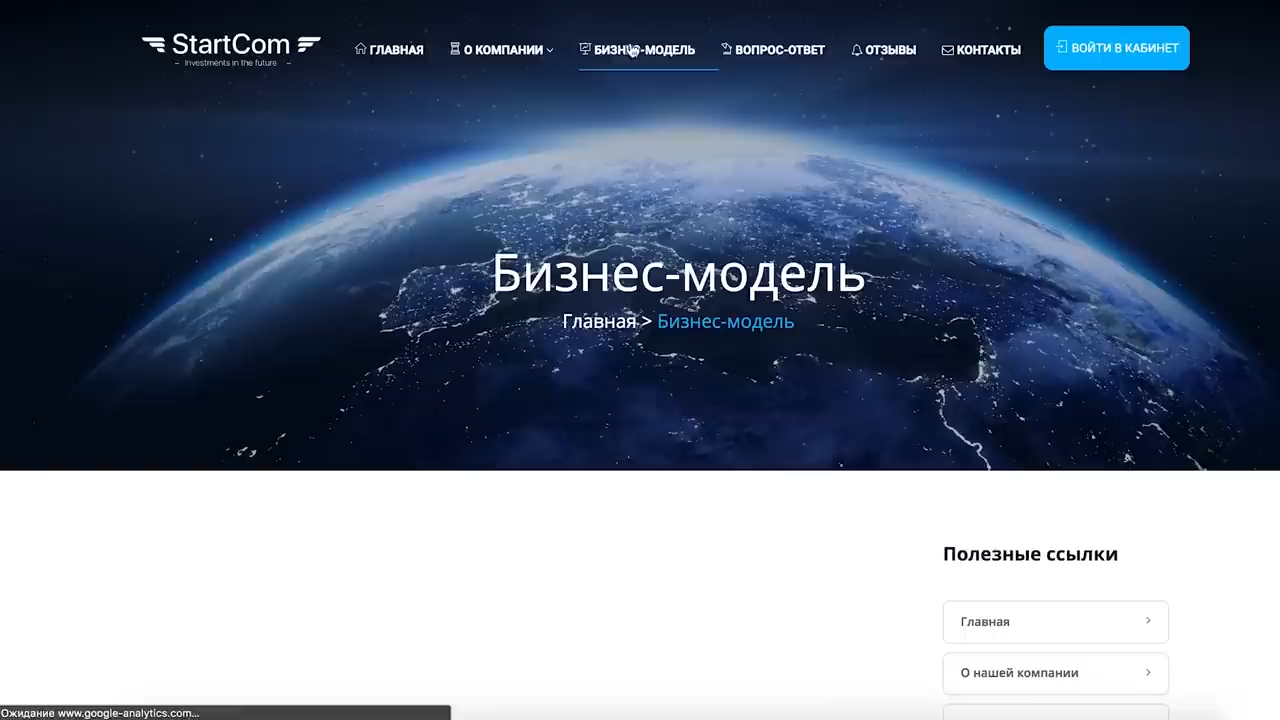 StartCom
– Investments in the future –
ГЛАВНАЯ
О КОМПАНИИ
БИЗНЕС-МОДЕЛЬ
ВОПРОС-ОТВЕТ
ОТЗЫВЫ
КОНТАКТЫ
ВОЙТИ В КАБИНЕТ
Бизнес-модель
Главная > Бизнес-модель
Полезные ссылки
Главная
О нашей компании
Ожидание www.google-analytics.com...